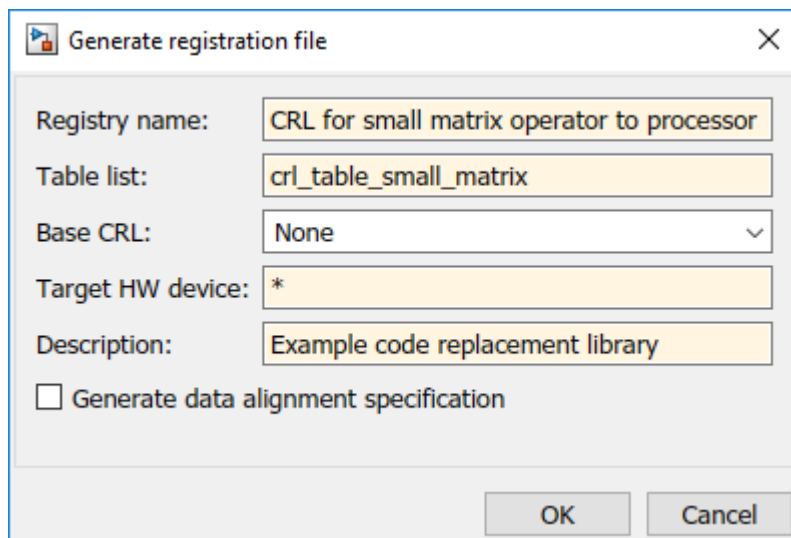 Generate registration file
Registry name: CRL for small matrix operator to processor
Table list: crl_table_small_matrix
Base CRL: None
Target HW device: *
Description: Example code replacement library
Generate data alignment specification
OK Cancel